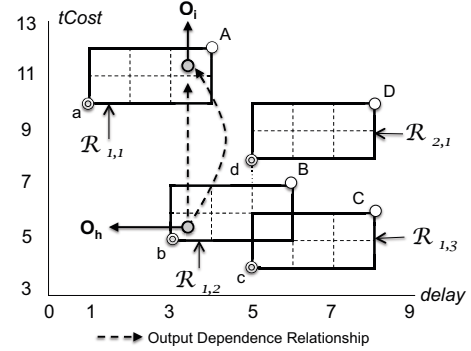 13 tCost
O_i
A
11
a
R_1,1
D
9
R_2,1
d
7
B
C
O_h
5
b
R_1,3
R_1,2
c
3
0 1 3 5 7 9 delay
Output Dependence Relationship